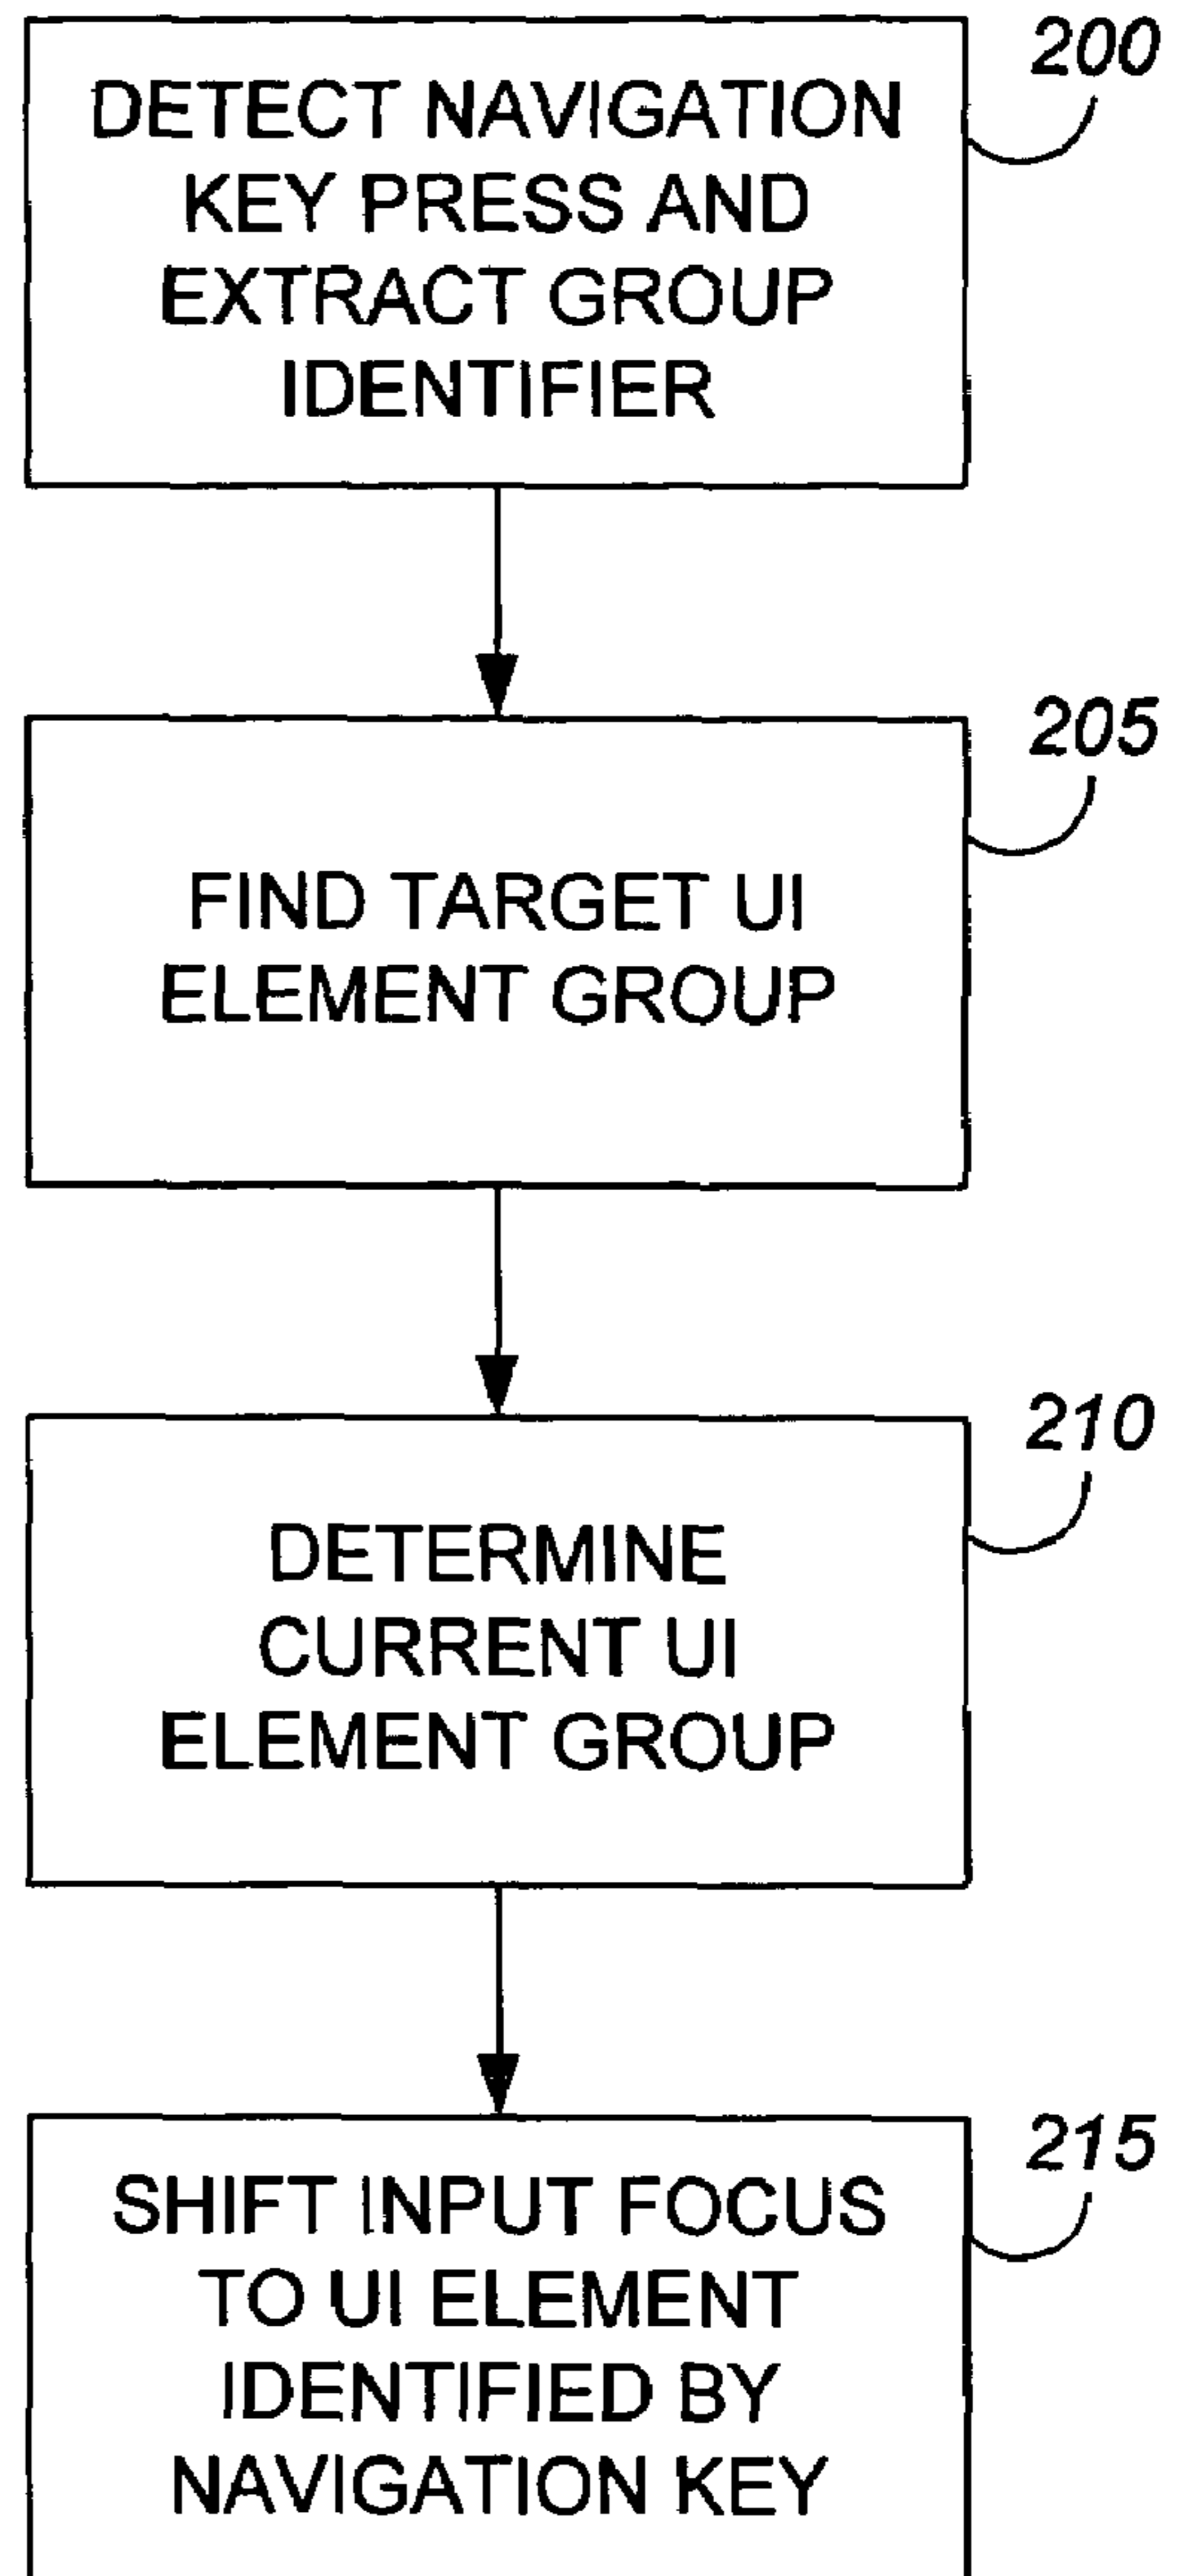 200
DETECT NAVIGATION
KEY PRESS AND
EXTRACT GROUP
IDENTIFIER
205
FIND TARGET UI
ELEMENT GROUP
210
DETERMINE
CURRENT UI
ELEMENT GROUP
215
SHIFT INPUT FOCUS
TO UI ELEMENT
IDENTIFIED BY
NAVIGATION KEY